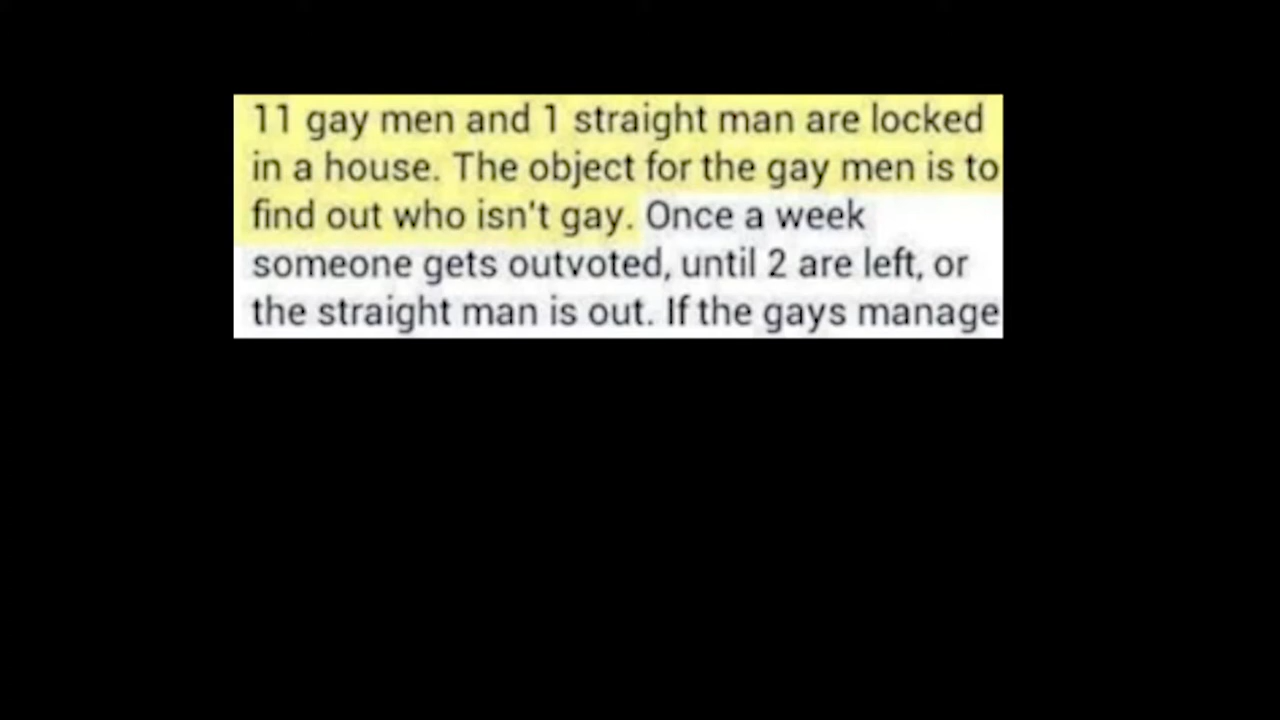 11 gay men and 1 straight man are locked
in a house. The object for the gay men is to
find out who isn't gay. Once a week
someone gets outvoted, until 2 are left, or
the straight man is out. If the gays manage